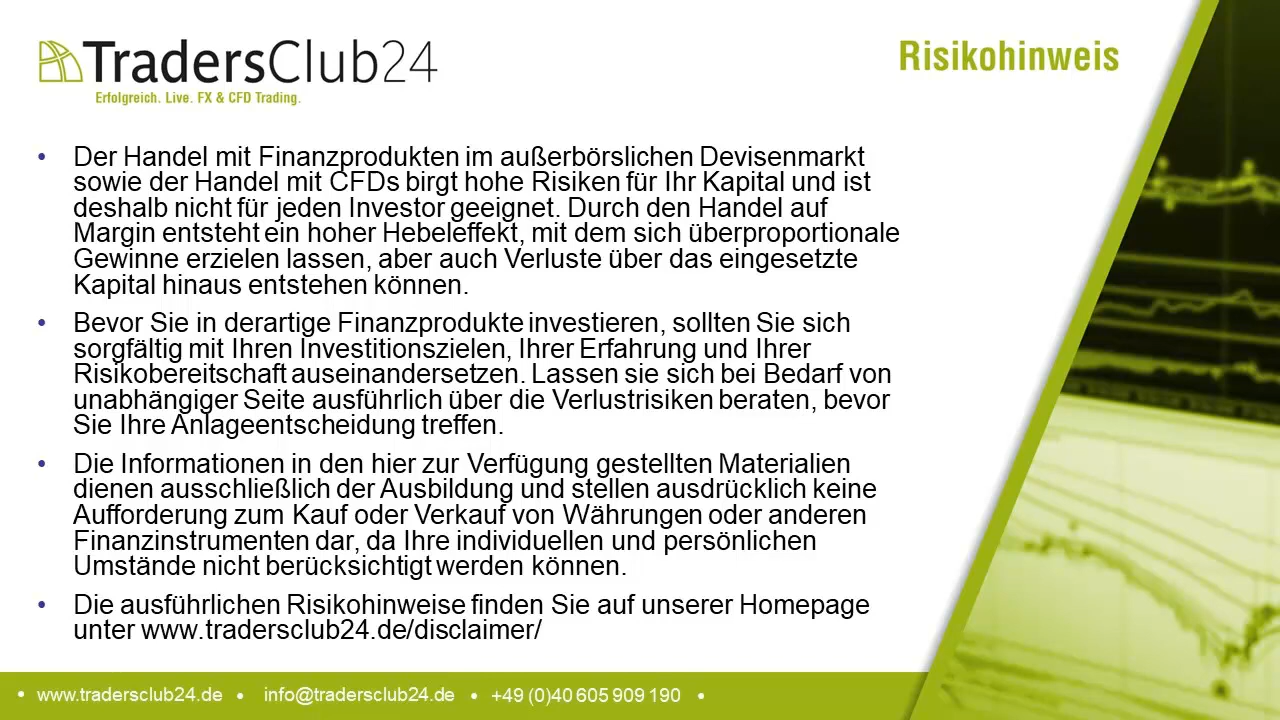 TradersClub24
Erfolgreich. Live. FX & CFD Trading.
Risikohinweis
• Der Handel mit Finanzprodukten im außerbörslichen Devisenmarkt
sowie der Handel mit CFDs birgt hohe Risiken für Ihr Kapital und ist
deshalb nicht für jeden Investor geeignet. Durch den Handel auf
Margin entsteht ein hoher Hebeleffekt, mit dem sich überproportionale
Gewinne erzielen lassen, aber auch Verluste über das eingesetzte
Kapital hinaus entstehen können.
• Bevor Sie in derartige Finanzprodukte investieren, sollten Sie sich
sorgfältig mit Ihren Investitionszielen, Ihrer Erfahrung und Ihrer
Risikobereitschaft auseinandersetzen. Lassen sie sich bei Bedarf von
unabhängiger Seite ausführlich über die Verlustrisiken beraten, bevor
Sie Ihre Anlageentscheidung treffen.
• Die Informationen in den hier zur Verfügung gestellten Materialien
dienen ausschließlich der Ausbildung und stellen ausdrücklich keine
Aufforderung zum Kauf oder Verkauf von Währungen oder anderen
Finanzinstrumenten dar, da Ihre individuellen und persönlichen
Umstände nicht berücksichtigt werden können.
• Die ausführlichen Risikohinweise finden Sie auf unserer Homepage
unter www.tradersclub24.de/disclaimer/
• www.tradersclub24.de • info@tradersclub24.de • +49 (0)40 605 909 190 •